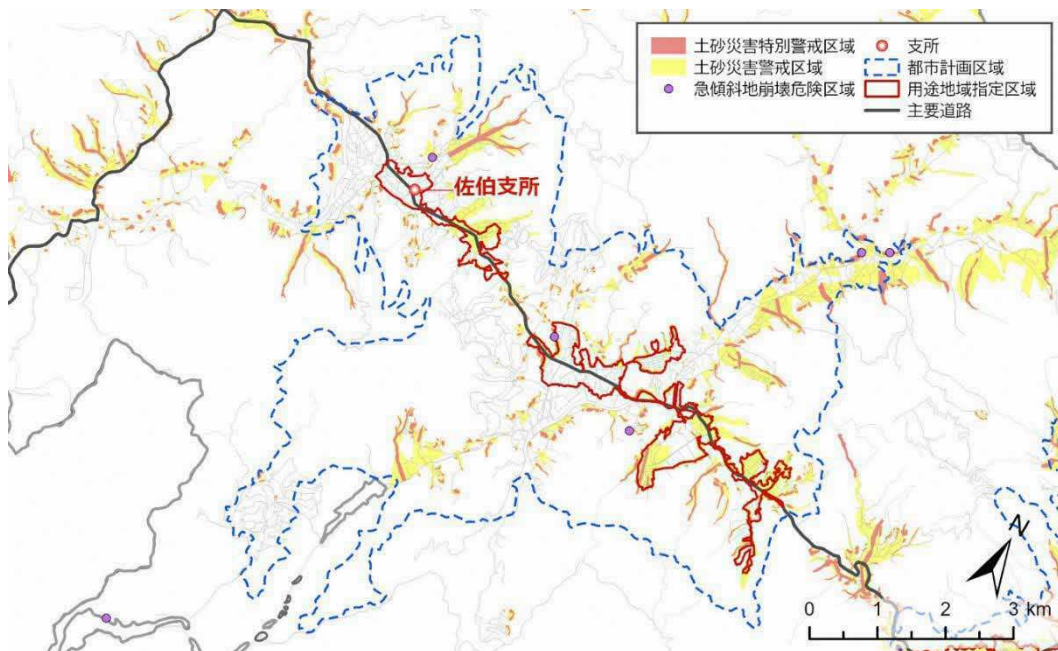 土砂災害特別警戒区域
支所
土砂災害警戒区域
都市計画区域
急傾斜地崩壊危険区域
用途地域指定区域
主要道路
佐伯支所
N
0 1 2 3 km